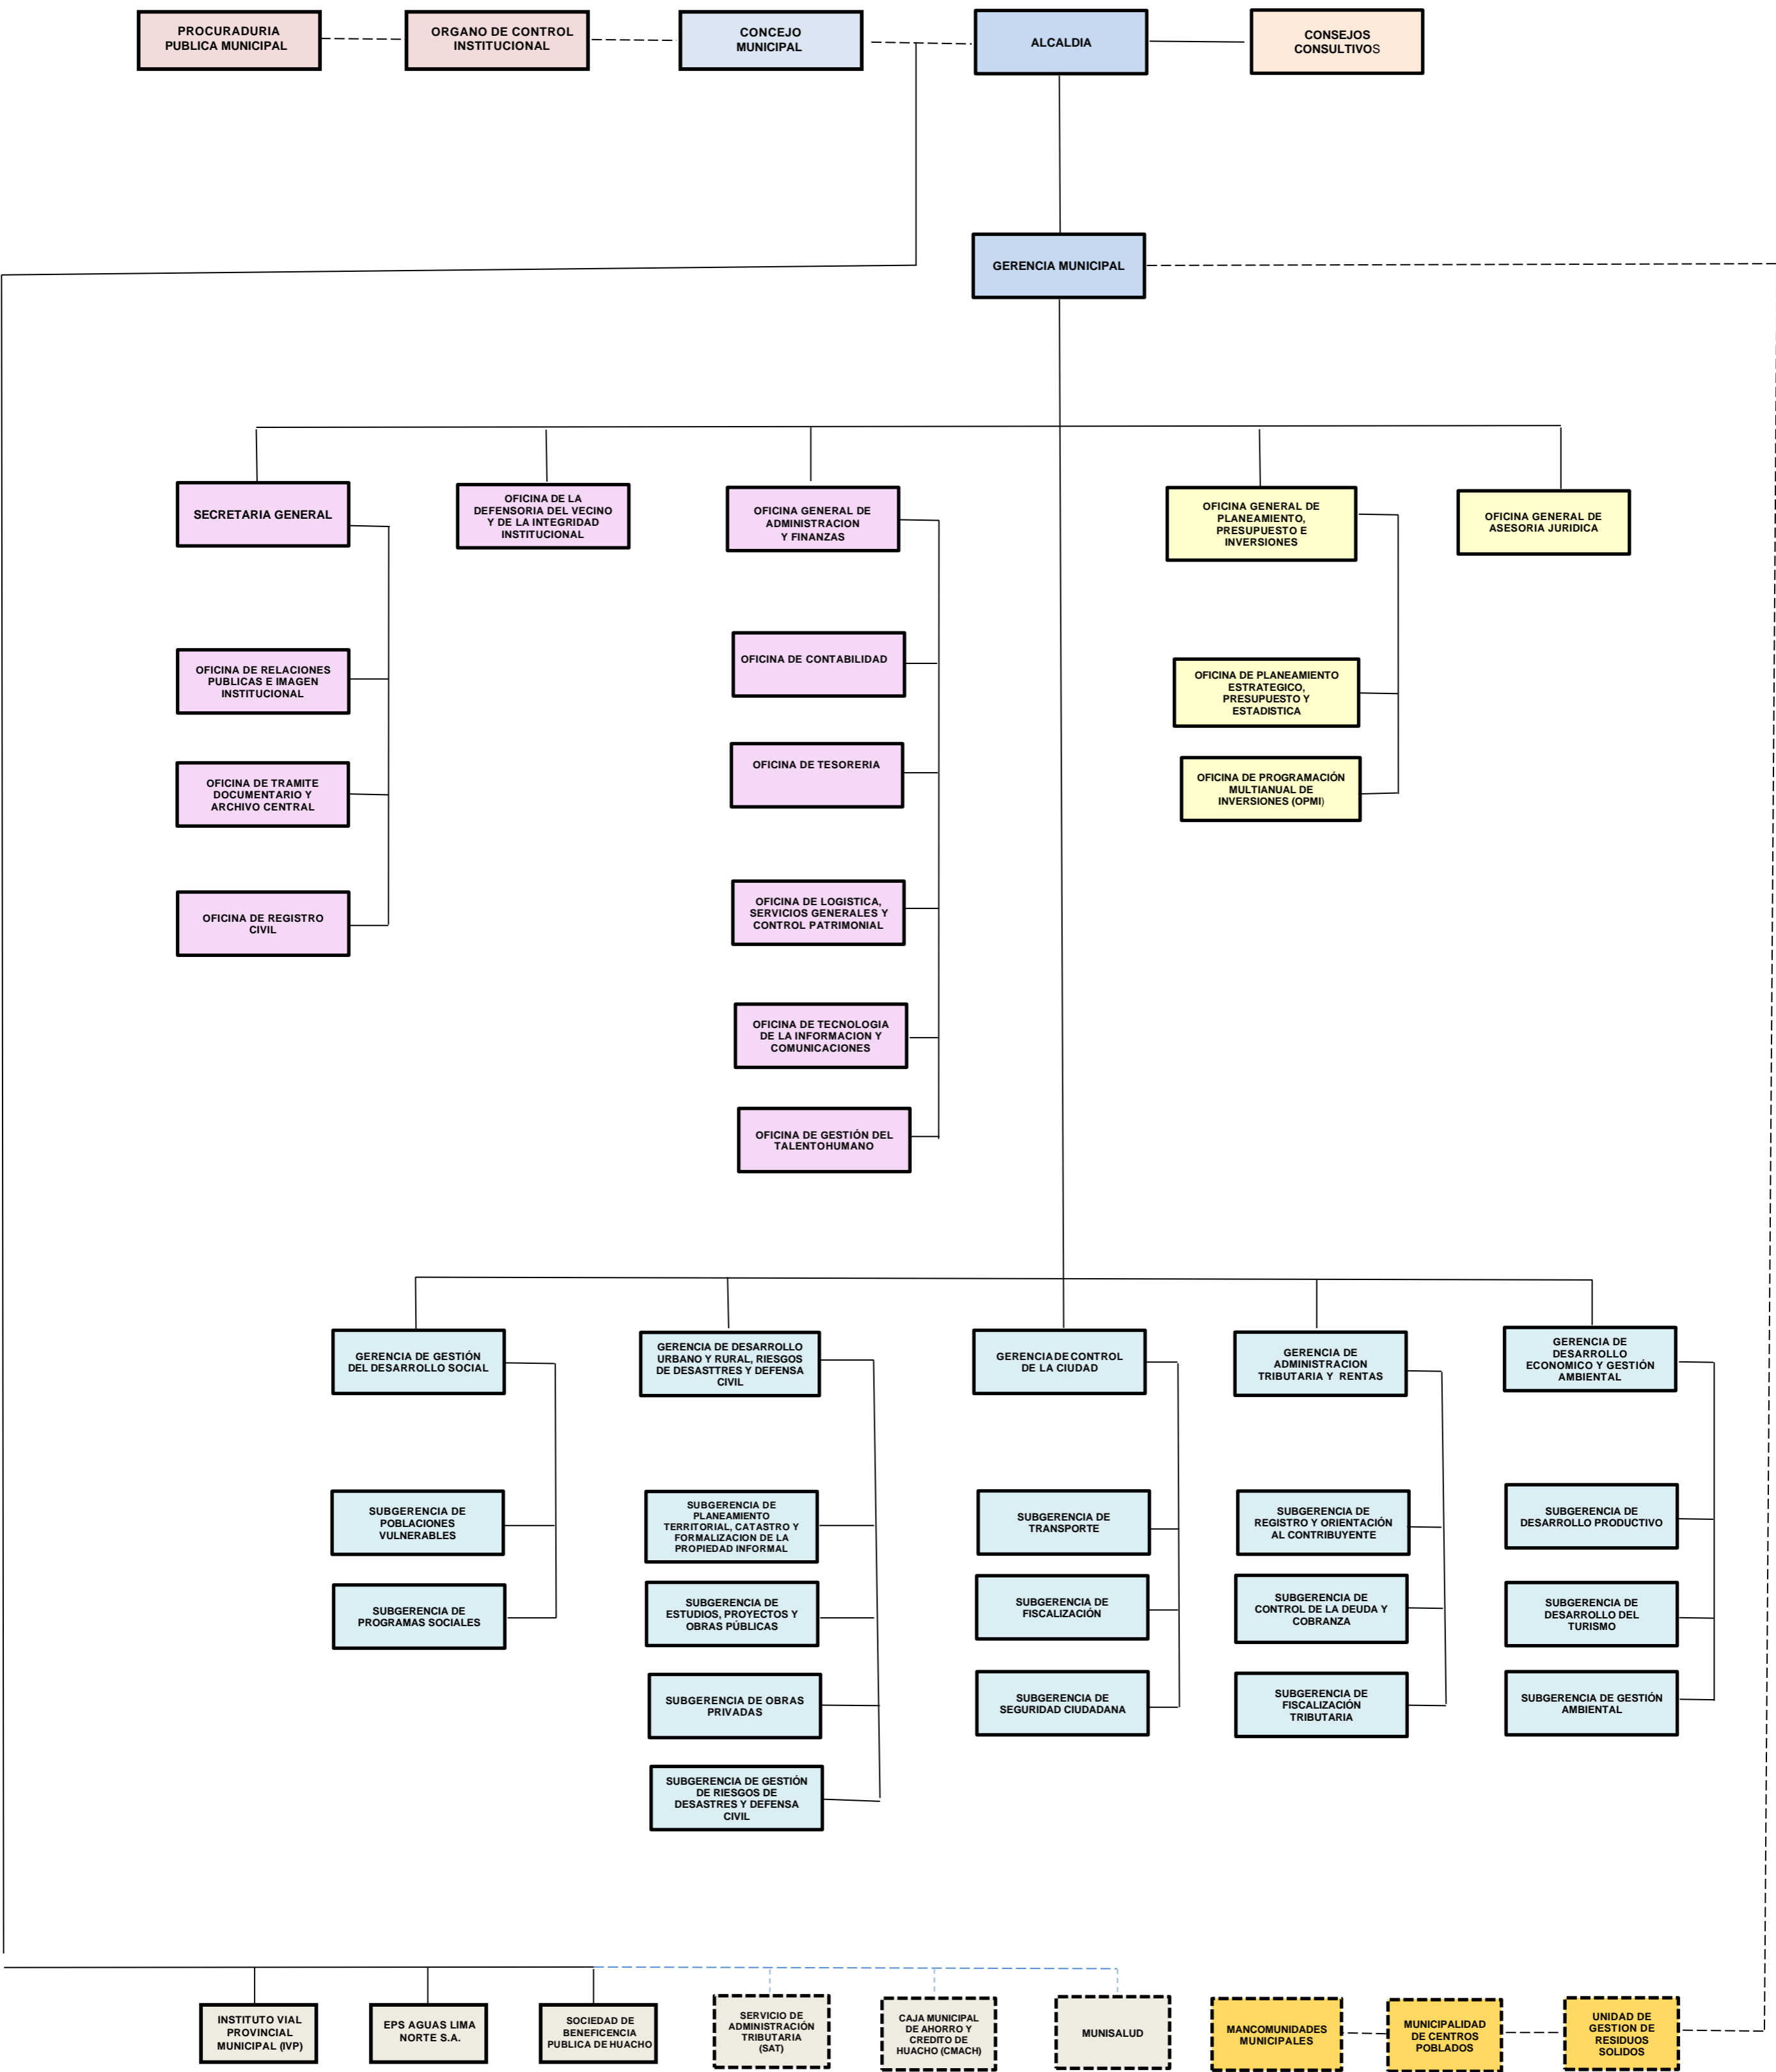 PROCURADURIA
PUBLICA MUNICIPAL
ORGANO DE CONTROL
INSTITUCIONAL
CONCEJO
MUNICIPAL
ALCALDIA
CONSEJOS
CONSULTIVOS
GERENCIA MUNICIPAL
SECRETARIA GENERAL
OFICINA DE LA
DEFENSORIA DEL VECINO
Y DE LA INTEGRIDAD
INSTITUCIONAL
OFICINA GENERAL DE
ADMINISTRACION
Y FINANZAS
OFICINA GENERAL DE
PLANEAMIENTO,
PRESUPUESTO E
INVERSIONES
OFICINA GENERAL DE
ASESORIA JURIDICA
OFICINA DE RELACIONES
PUBLICAS E IMAGEN
INSTITUCIONAL
OFICINA DE TRAMITE
DOCUMENTARIO Y
ARCHIVO CENTRAL
OFICINA DE REGISTRO
CIVIL
OFICINA DE CONTABILIDAD
OFICINA DE TESORERIA
OFICINA DE LOGISTICA,
SERVICIOS GENERALES Y
CONTROL PATRIMONIAL
OFICINA DE TECNOLOGIA
DE LA INFORMACION Y
COMUNICACIONES
OFICINA DE GESTIÓN DEL
TALENTOHUMANO
OFICINA DE PLANEAMIENTO
ESTRATEGICO,
PRESUPUESTO Y
ESTADISTICA
OFICINA DE PROGRAMACIÓN
MULTIANUAL DE
INVERSIONES (OPMI)
GERENCIA DE GESTIÓN
DEL DESARROLLO SOCIAL
GERENCIA DE DESARROLLO
URBANO Y RURAL, RIESGOS
DE DESASTTRES Y DEFENSA
CIVIL
GERENCIA DE CONTROL
DE LA CIUDAD
GERENCIA DE
ADMINISTRACION
TRIBUTARIA Y RENTAS
GERENCIA DE
DESARROLLO
ECONOMICO Y GESTIÓN
AMBIENTAL
SUBGERENCIA DE
POBLACIONES
VULNERABLES
SUBGERENCIA DE
PROGRAMAS SOCIALES
SUBGERENCIA DE
PLANEAMIENTO
TERRITORIAL, CATASTRO Y
FORMALIZACION DE LA
PROPIEDAD INFORMAL
SUBGERENCIA DE
ESTUDIOS, PROYECTOS Y
OBRAS PÚBLICAS
SUBGERENCIA DE OBRAS
PRIVADAS
SUBGERENCIA DE GESTIÓN
DE RIESGOS DE
DESASTRES Y DEFENSA
CIVIL
SUBGERENCIA DE
TRANSPORTE
SUBGERENCIA DE
FISCALIZACIÓN
SUBGERENCIA DE
SEGURIDAD CIUDADANA
SUBGERENCIA DE
REGISTRO Y ORIENTACIÓN
AL CONTRIBUYENTE
SUBGERENCIA DE
CONTROL DE LA DEUDA Y
COBRANZA
SUBGERENCIA DE
FISCALIZACIÓN
TRIBUTARIA
SUBGERENCIA DE
DESARROLLO PRODUCTIVO
SUBGERENCIA DE
DESARROLLO DEL
TURISMO
SUBGERENCIA DE GESTIÓN
AMBIENTAL
INSTITUTO VIAL
PROVINCIAL
MUNICIPAL (IVP)
EPS AGUAS LIMA
NORTE S.A.
SOCIEDAD DE
BENEFICENCIA
PUBLICA DE HUACHO
SERVICIO DE
ADMINISTRACIÓN
TRIBUTARIA
(SAT)
CAJA MUNICIPAL
DE AHORRO Y
CREDITO DE
HUACHO (CMACH)
MUNISALUD
MANCOMUNIDADES
MUNICIPALES
MUNICIPALIDAD
DE CENTROS
POBLADOS
UNIDAD DE
GESTION DE
RESIDUOS
SOLIDOS